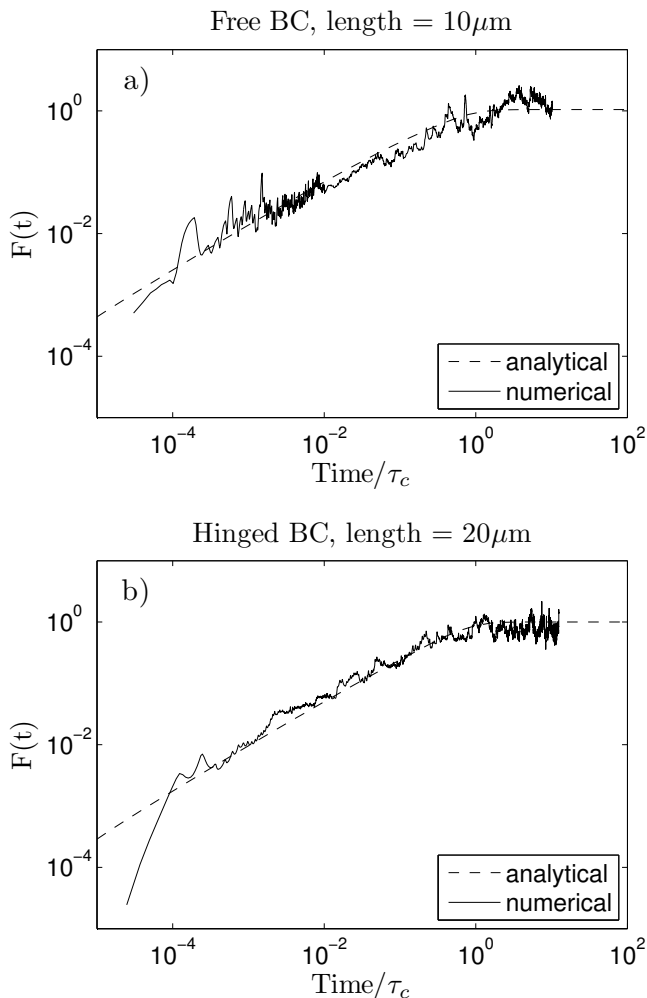 Free BC, length = 10μm
a)
10^0
10^−2
10^−4
F(t)
analytical
numerical
10^−4 10^−2 10^0 10^2
Time/τ_c
Hinged BC, length = 20μm
b)
10^0
10^−2
10^−4
F(t)
analytical
numerical
10^−4 10^−2 10^0 10^2
Time/τ_c